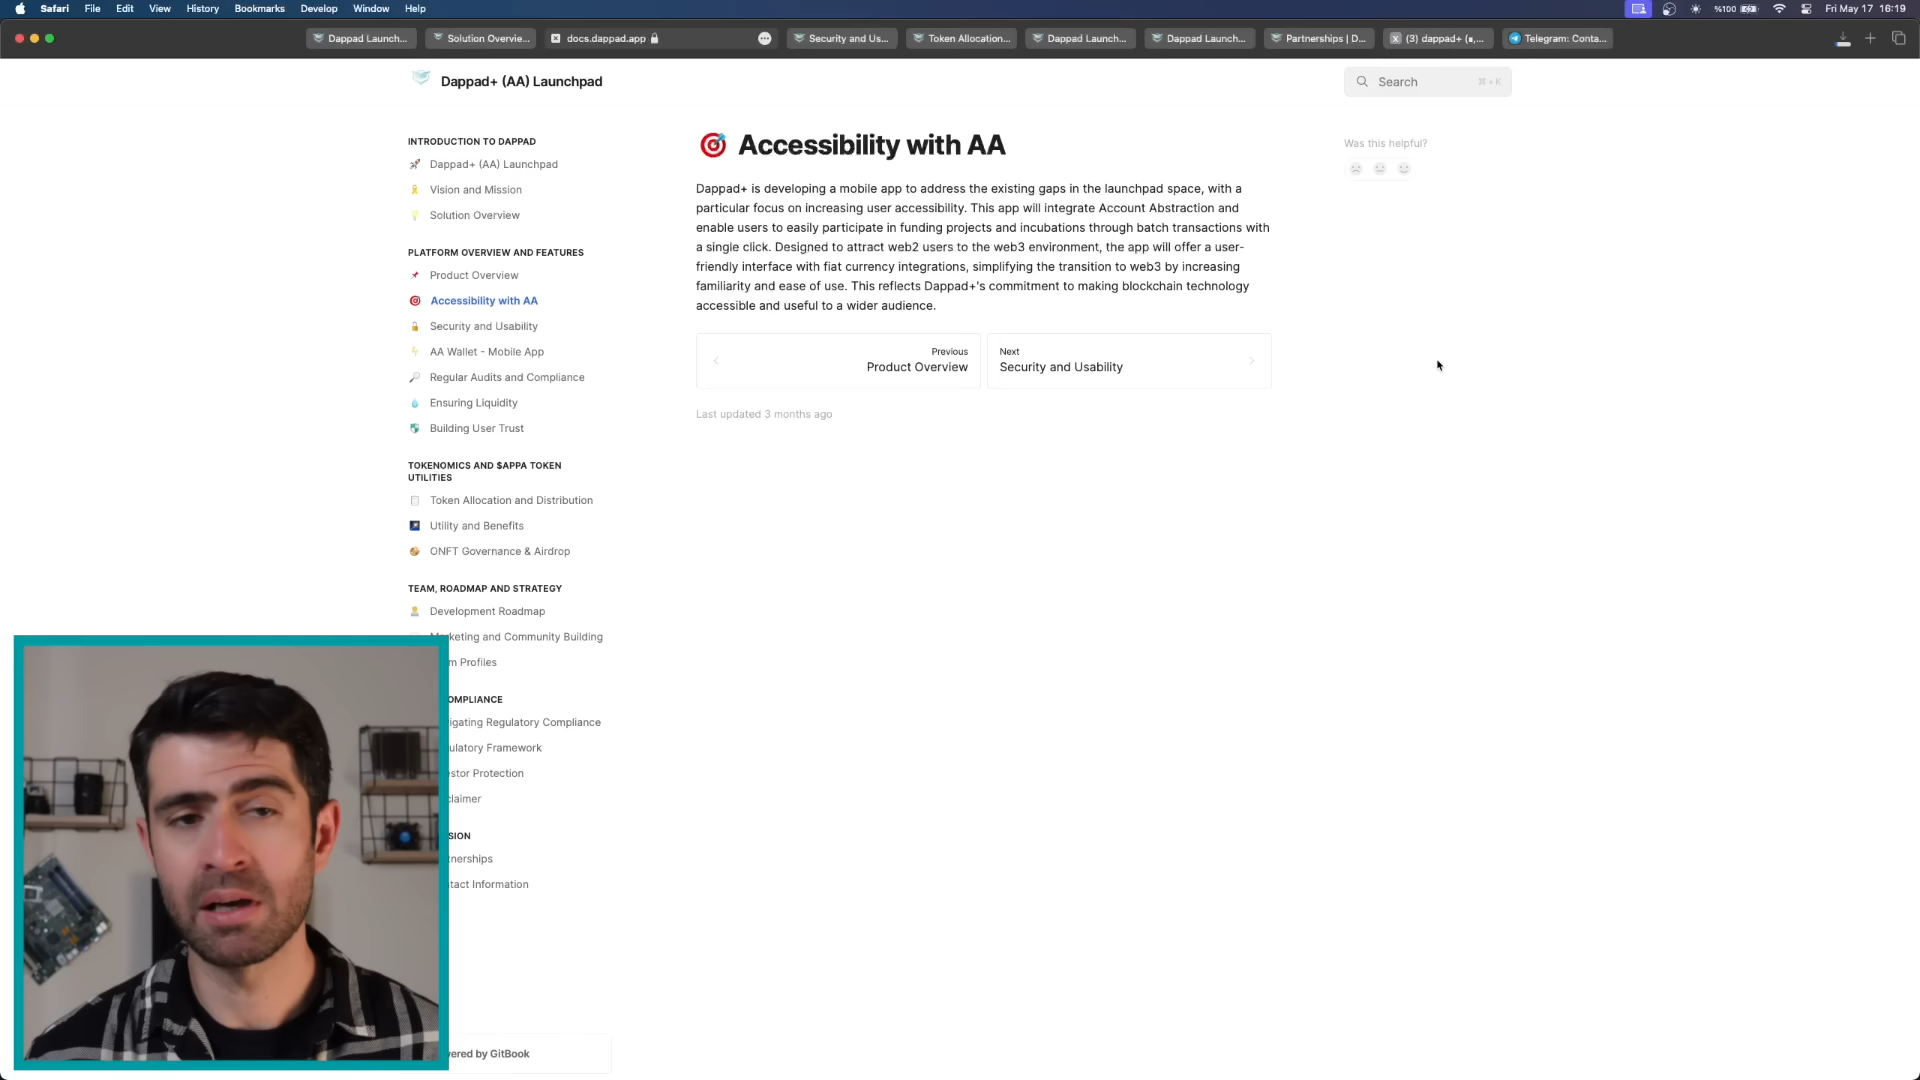 Safari File Edit View History Bookmarks Develop Window Help
%100 Fri May 17 16:19
Dappad Launch... Solution Overvie... docs.dappad.app Security and Us... Token Allocation... Dappad Launch... Dappad Launch... Partnerships | D... (3) dappad+ (∎,... Telegram: Conta...
Dappad+ (AA) Launchpad
Search ⌘ + K
INTRODUCTION TO DAPPAD
Dappad+ (AA) Launchpad
Vision and Mission
Solution Overview
PLATFORM OVERVIEW AND FEATURES
Product Overview
Accessibility with AA
Security and Usability
AA Wallet - Mobile App
Regular Audits and Compliance
Ensuring Liquidity
Building User Trust
TOKENOMICS AND $APPA TOKEN
UTILITIES
Token Allocation and Distribution
Utility and Benefits
ONFT Governance & Airdrop
TEAM, ROADMAP AND STRATEGY
Development Roadmap
Marketing and Community Building
m Profiles
OMPLIANCE
igating Regulatory Compliance
ulatory Framework
estor Protection
claimer
SION
tnerships
tact Information
vered by GitBook
Accessibility with AA
Dappad+ is developing a mobile app to address the existing gaps in the launchpad space, with a
particular focus on increasing user accessibility. This app will integrate Account Abstraction and
enable users to easily participate in funding projects and incubations through batch transactions with
a single click. Designed to attract web2 users to the web3 environment, the app will offer a user-
friendly interface with fiat currency integrations, simplifying the transition to web3 by increasing
familiarity and ease of use. This reflects Dappad+'s commitment to making blockchain technology
accessible and useful to a wider audience.
Previous
Product Overview
Next
Security and Usability
Last updated 3 months ago
Was this helpful?